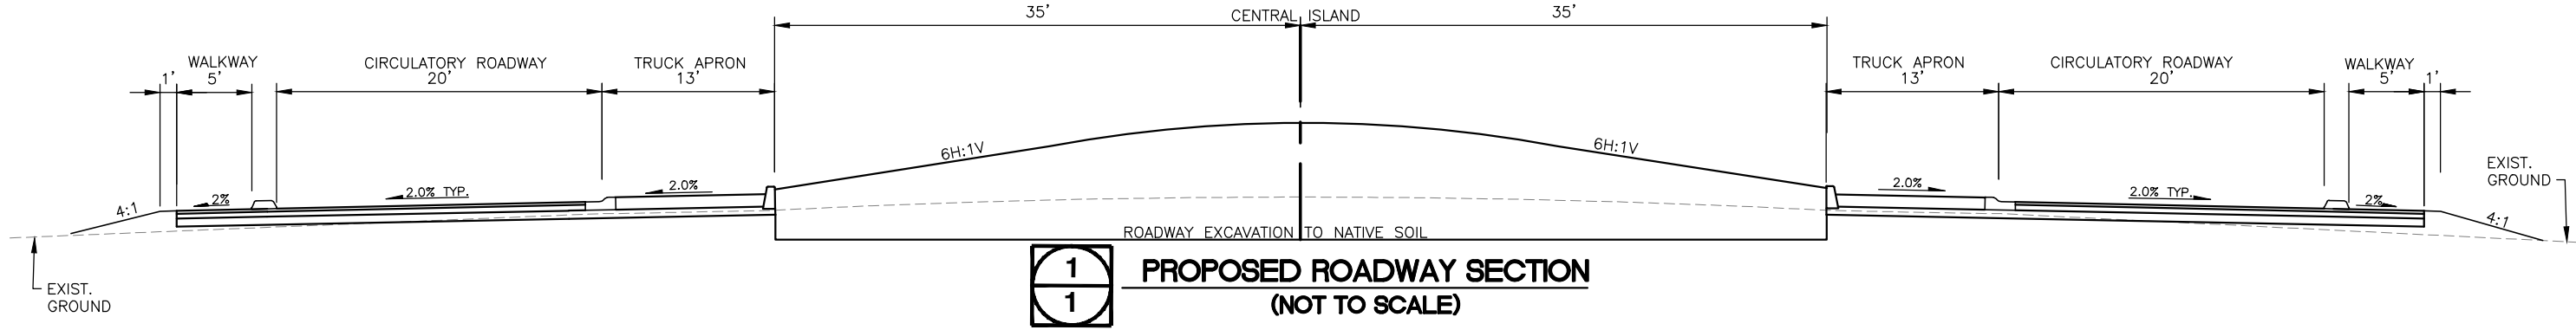 35'
CENTRAL ISLAND
35'
WALKWAY
1'
5'
CIRCULATORY ROADWAY
20'
TRUCK APRON
13'
TRUCK APRON
13'
CIRCULATORY ROADWAY
20'
WALKWAY
5'
1'
6H:1V
6H:1V
EXIST.
GROUND
4:1
2%
2.0% TYP.
2.0%
2.0%
2.0% TYP.
2%
4:1
ROADWAY EXCAVATION TO NATIVE SOIL
EXIST.
GROUND
1
1
PROPOSED ROADWAY SECTION
(NOT TO SCALE)